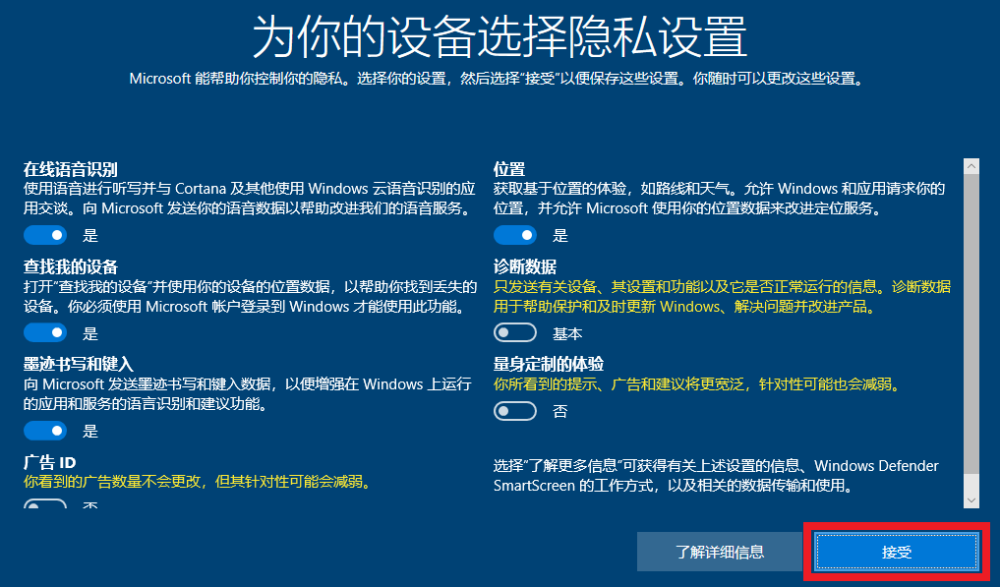 为你的设备选择隐私设置
Microsoft 能帮助你控制你的隐私。选择你的设置，然后选择"接受"以便保存这些设置。你随时可以更改这些设置。
在线语音识别
使用语音进行听写并与 Cortana 及其他使用 Windows 云语音识别的应
用交谈。向 Microsoft 发送你的语音数据以帮助改进我们的语音服务。
是
查找我的设备
打开"查找我的设备"并使用你的设备的位置数据，以帮助你找到丢失的
设备。你必须使用 Microsoft 帐户登录到 Windows 才能使用此功能。
是
墨迹书写和键入
向 Microsoft 发送墨迹书写和键入数据，以便增强在 Windows 上运行
的应用和服务的语言识别和建议功能。
是
广告 ID
你看到的广告数量不会更改，但其针对性可能会减弱。
否
位置
获取基于位置的体验，如路线和天气。允许 Windows 和应用请求你的
位置，并允许 Microsoft 使用你的位置数据来改进定位服务。
是
诊断数据
只发送有关设备、其设置和功能以及它是否正常运行的信息。诊断数据
用于帮助保护和及时更新 Windows、解决问题并改进产品。
基本
量身定制的体验
你所看到的提示、广告和建议将更宽泛，针对性可能也会减弱。
否
选择"了解更多信息"可获得有关上述设置的信息、Windows Defender
SmartScreen 的工作方式，以及相关的数据传输和使用。
了解详细信息
接受